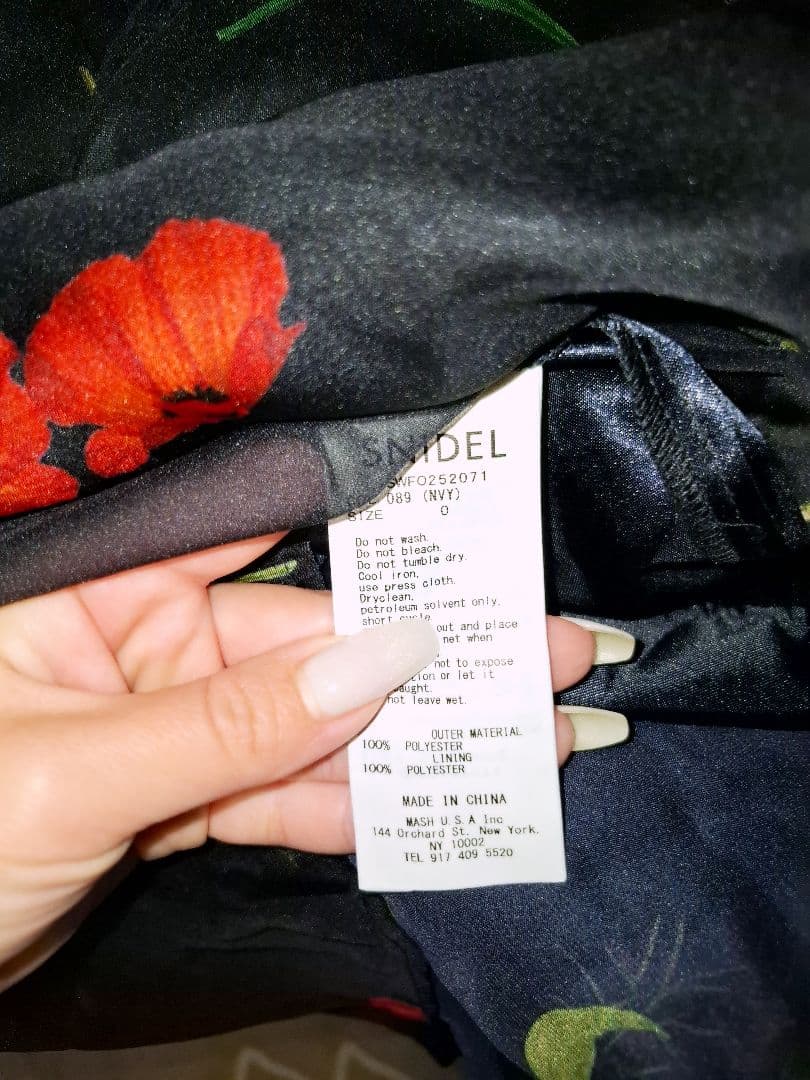 SNIDEL
SWFO252071
089 (NVY)
SIZE 0
Do not wash.
Do not bleach.
Do not tumble dry.
Cool iron.
use press cloth.
Dryclean.
petroleum solvent only.
short cycle
out and place
net when
not to expose
or let it
not leave wet.
OUTER MATERIAL
100% POLYESTER
LINING
100% POLYESTER
MADE IN CHINA
MASH U.S.A Inc
144 Orchard St. New York.
NY 10002
TEL 917 409 5520